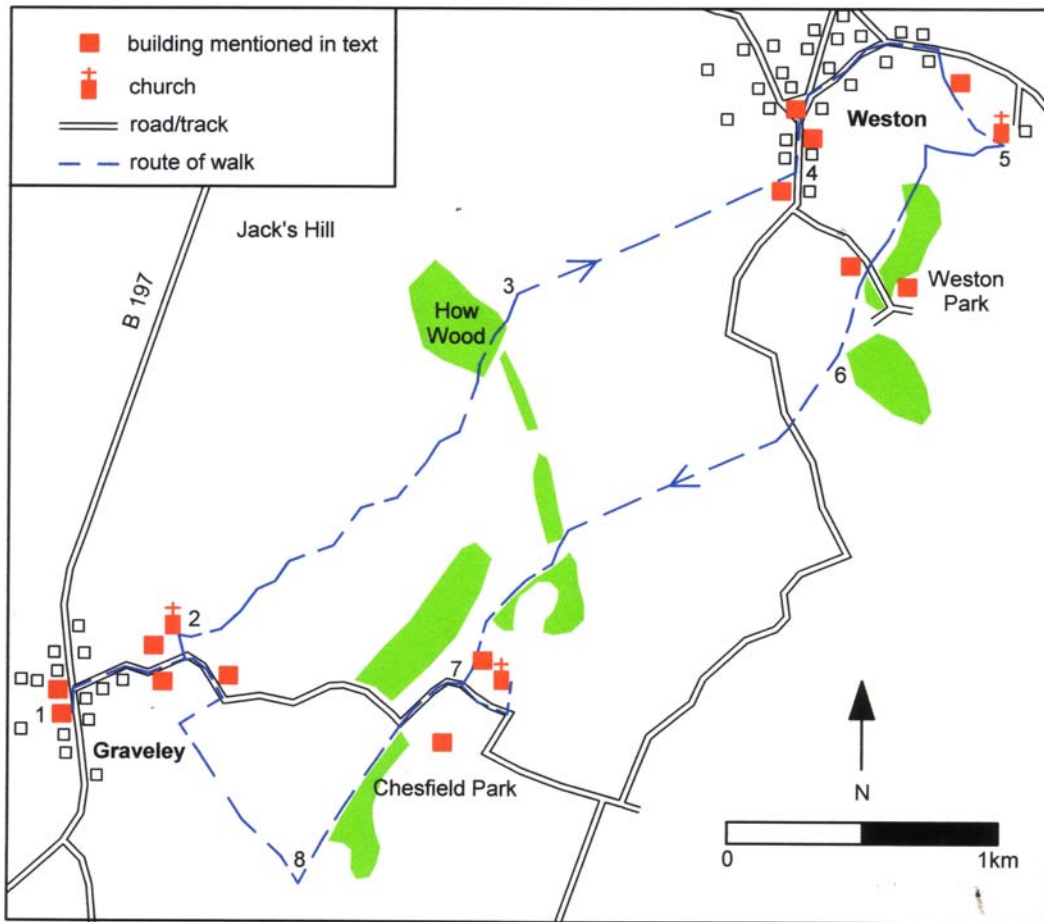 building mentioned in text
church
road/track
route of walk
Weston
5
4
Jack's Hill
B 197
3
How
Wood
Weston
Park
6
2
7
1
Graveley
Chesfield Park
N
8
0
1km